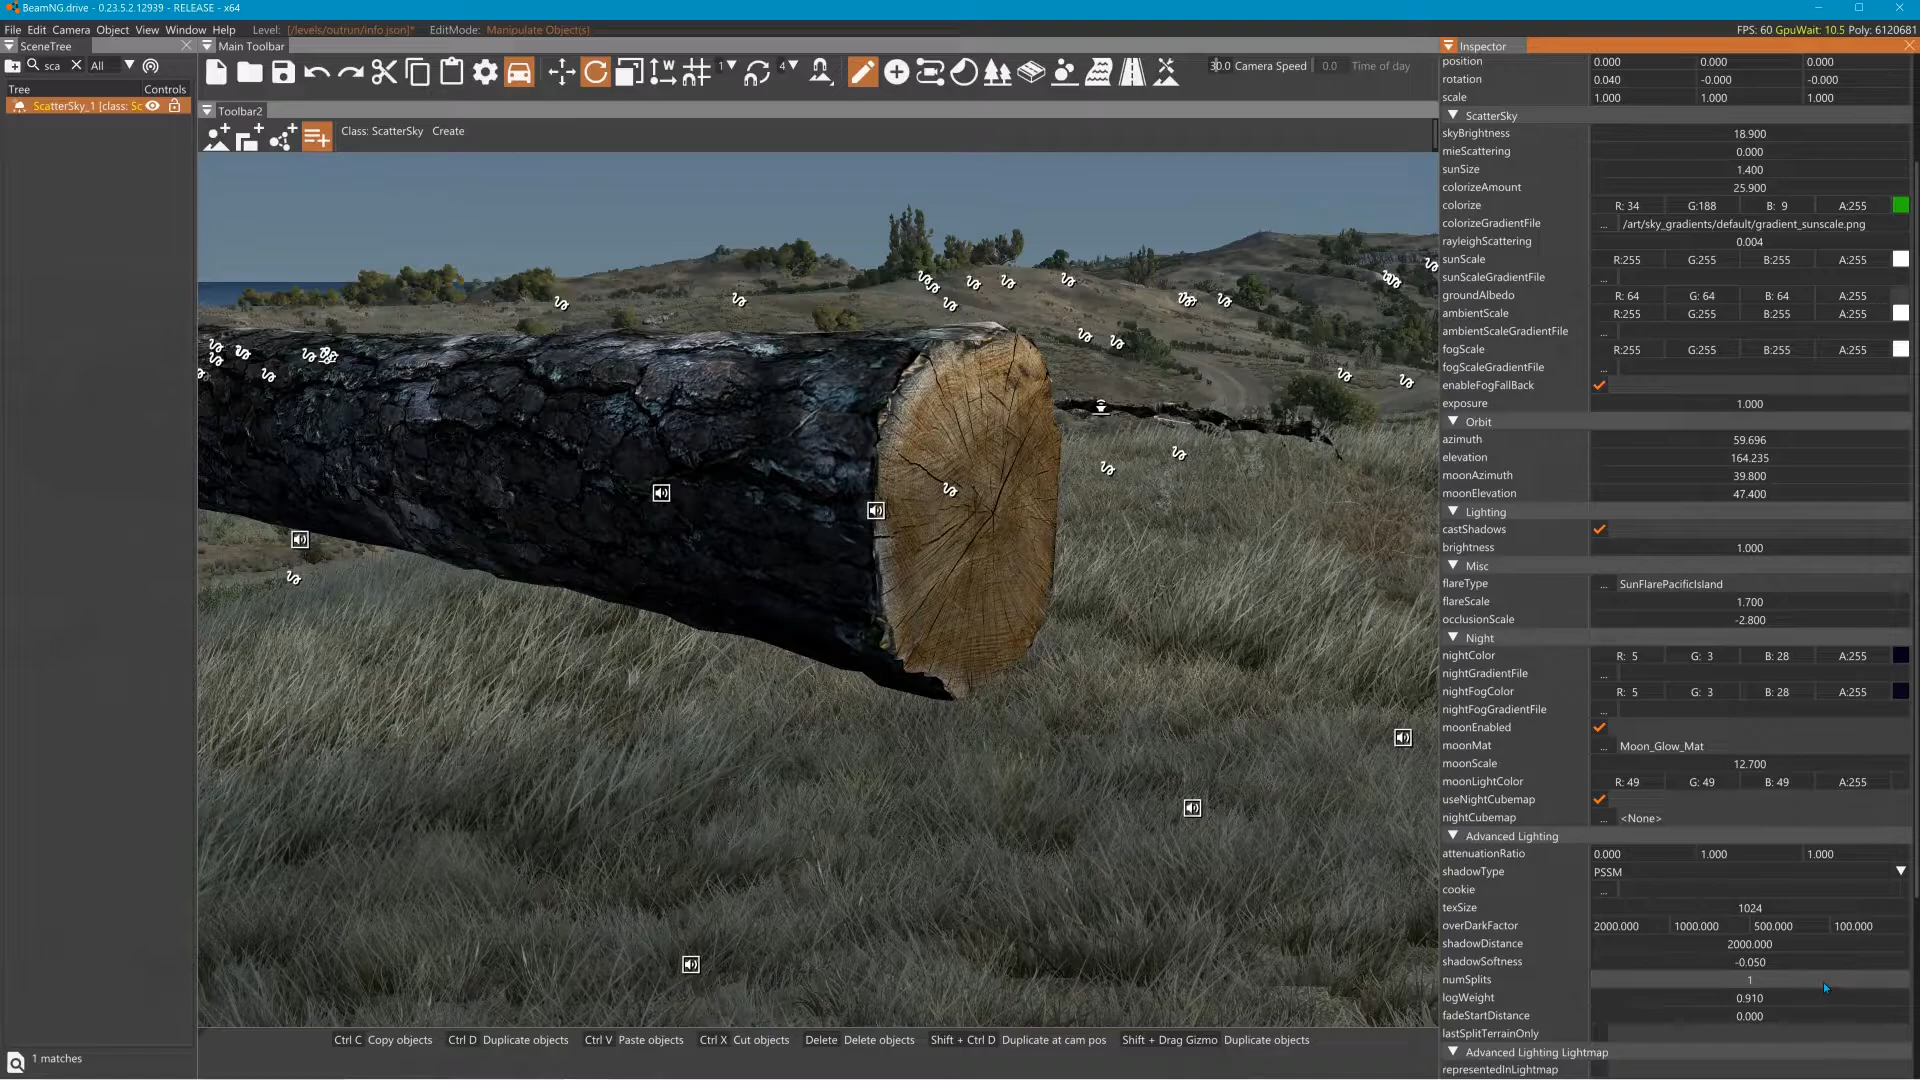 BeamNG.drive - 0.23.5.2.12939 - RELEASE - x64
File Edit Camera Object View Window Help Level: [/levels/outrun/info.json]* EditMode: Manipulate Object(s) FPS: 60 GpuWait: 10.5 Poly: 6120681
SceneTree Main Toolbar Inspector
sca All 1 4 30.0 Camera Speed 0.0 Time of day
Tree Controls
ScatterSky_1 [class: Sc
Toolbar2
Class: ScatterSky Create
position 0.000 0.000 0.000
rotation 0.040 -0.000 -0.000
scale 1.000 1.000 1.000
ScatterSky
skyBrightness 18.900
mieScattering 0.000
sunSize 1.400
colorizeAmount 25.900
colorize R: 34 G:188 B: 9 A:255
colorizeGradientFile ... /art/sky_gradients/default/gradient_sunscale.png
rayleighScattering 0.004
sunScale R:255 G:255 B:255 A:255
sunScaleGradientFile ...
groundAlbedo R: 64 G: 64 B: 64 A:255
ambientScale R:255 G:255 B:255 A:255
ambientScaleGradientFile ...
fogScale R:255 G:255 B:255 A:255
fogScaleGradientFile ...
enableFogFallBack
exposure 1.000
Orbit
azimuth 59.696
elevation 164.235
moonAzimuth 39.800
moonElevation 47.400
Lighting
castShadows
brightness 1.000
Misc
flareType ... SunFlarePacificIsland
flareScale 1.700
occlusionScale -2.800
Night
nightColor R: 5 G: 3 B: 28 A:255
nightGradientFile ...
nightFogColor R: 5 G: 3 B: 28 A:255
nightFogGradientFile ...
moonEnabled
moonMat ... Moon_Glow_Mat
moonScale 12.700
moonLightColor R: 49 G: 49 B: 49 A:255
useNightCubemap
nightCubemap ... <None>
Advanced Lighting
attenuationRatio 0.000 1.000 1.000
shadowType PSSM
cookie ...
texSize 1024
overDarkFactor 2000.000 1000.000 500.000 100.000
shadowDistance 2000.000
shadowSoftness -0.050
numSplits 1
logWeight 0.910
fadeStartDistance 0.000
lastSplitTerrainOnly
Advanced Lighting Lightmap
representedInLightmap
Ctrl C Copy objects Ctrl D Duplicate objects Ctrl V Paste objects Ctrl X Cut objects Delete Delete objects Shift + Ctrl D Duplicate at cam pos Shift + Drag Gizmo Duplicate objects
1 matches